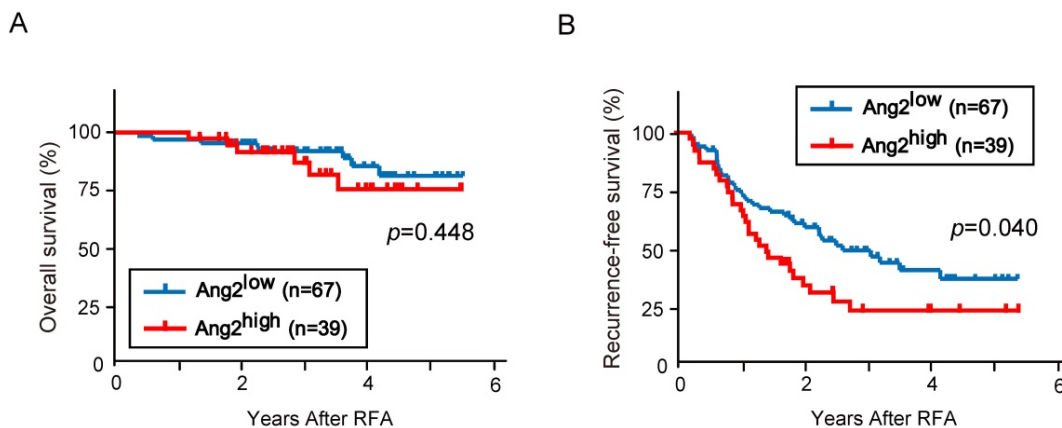 A
Overall survival (%)
100
75
50
25
0
p=0.448
Ang2low (n=67)
Ang2high (n=39)
0
2
4
6
Years After RFA
B
Recurrence-free survival (%)
100
75
50
25
0
Ang2low (n=67)
Ang2high (n=39)
p=0.040
0
2
4
6
Years After RFA